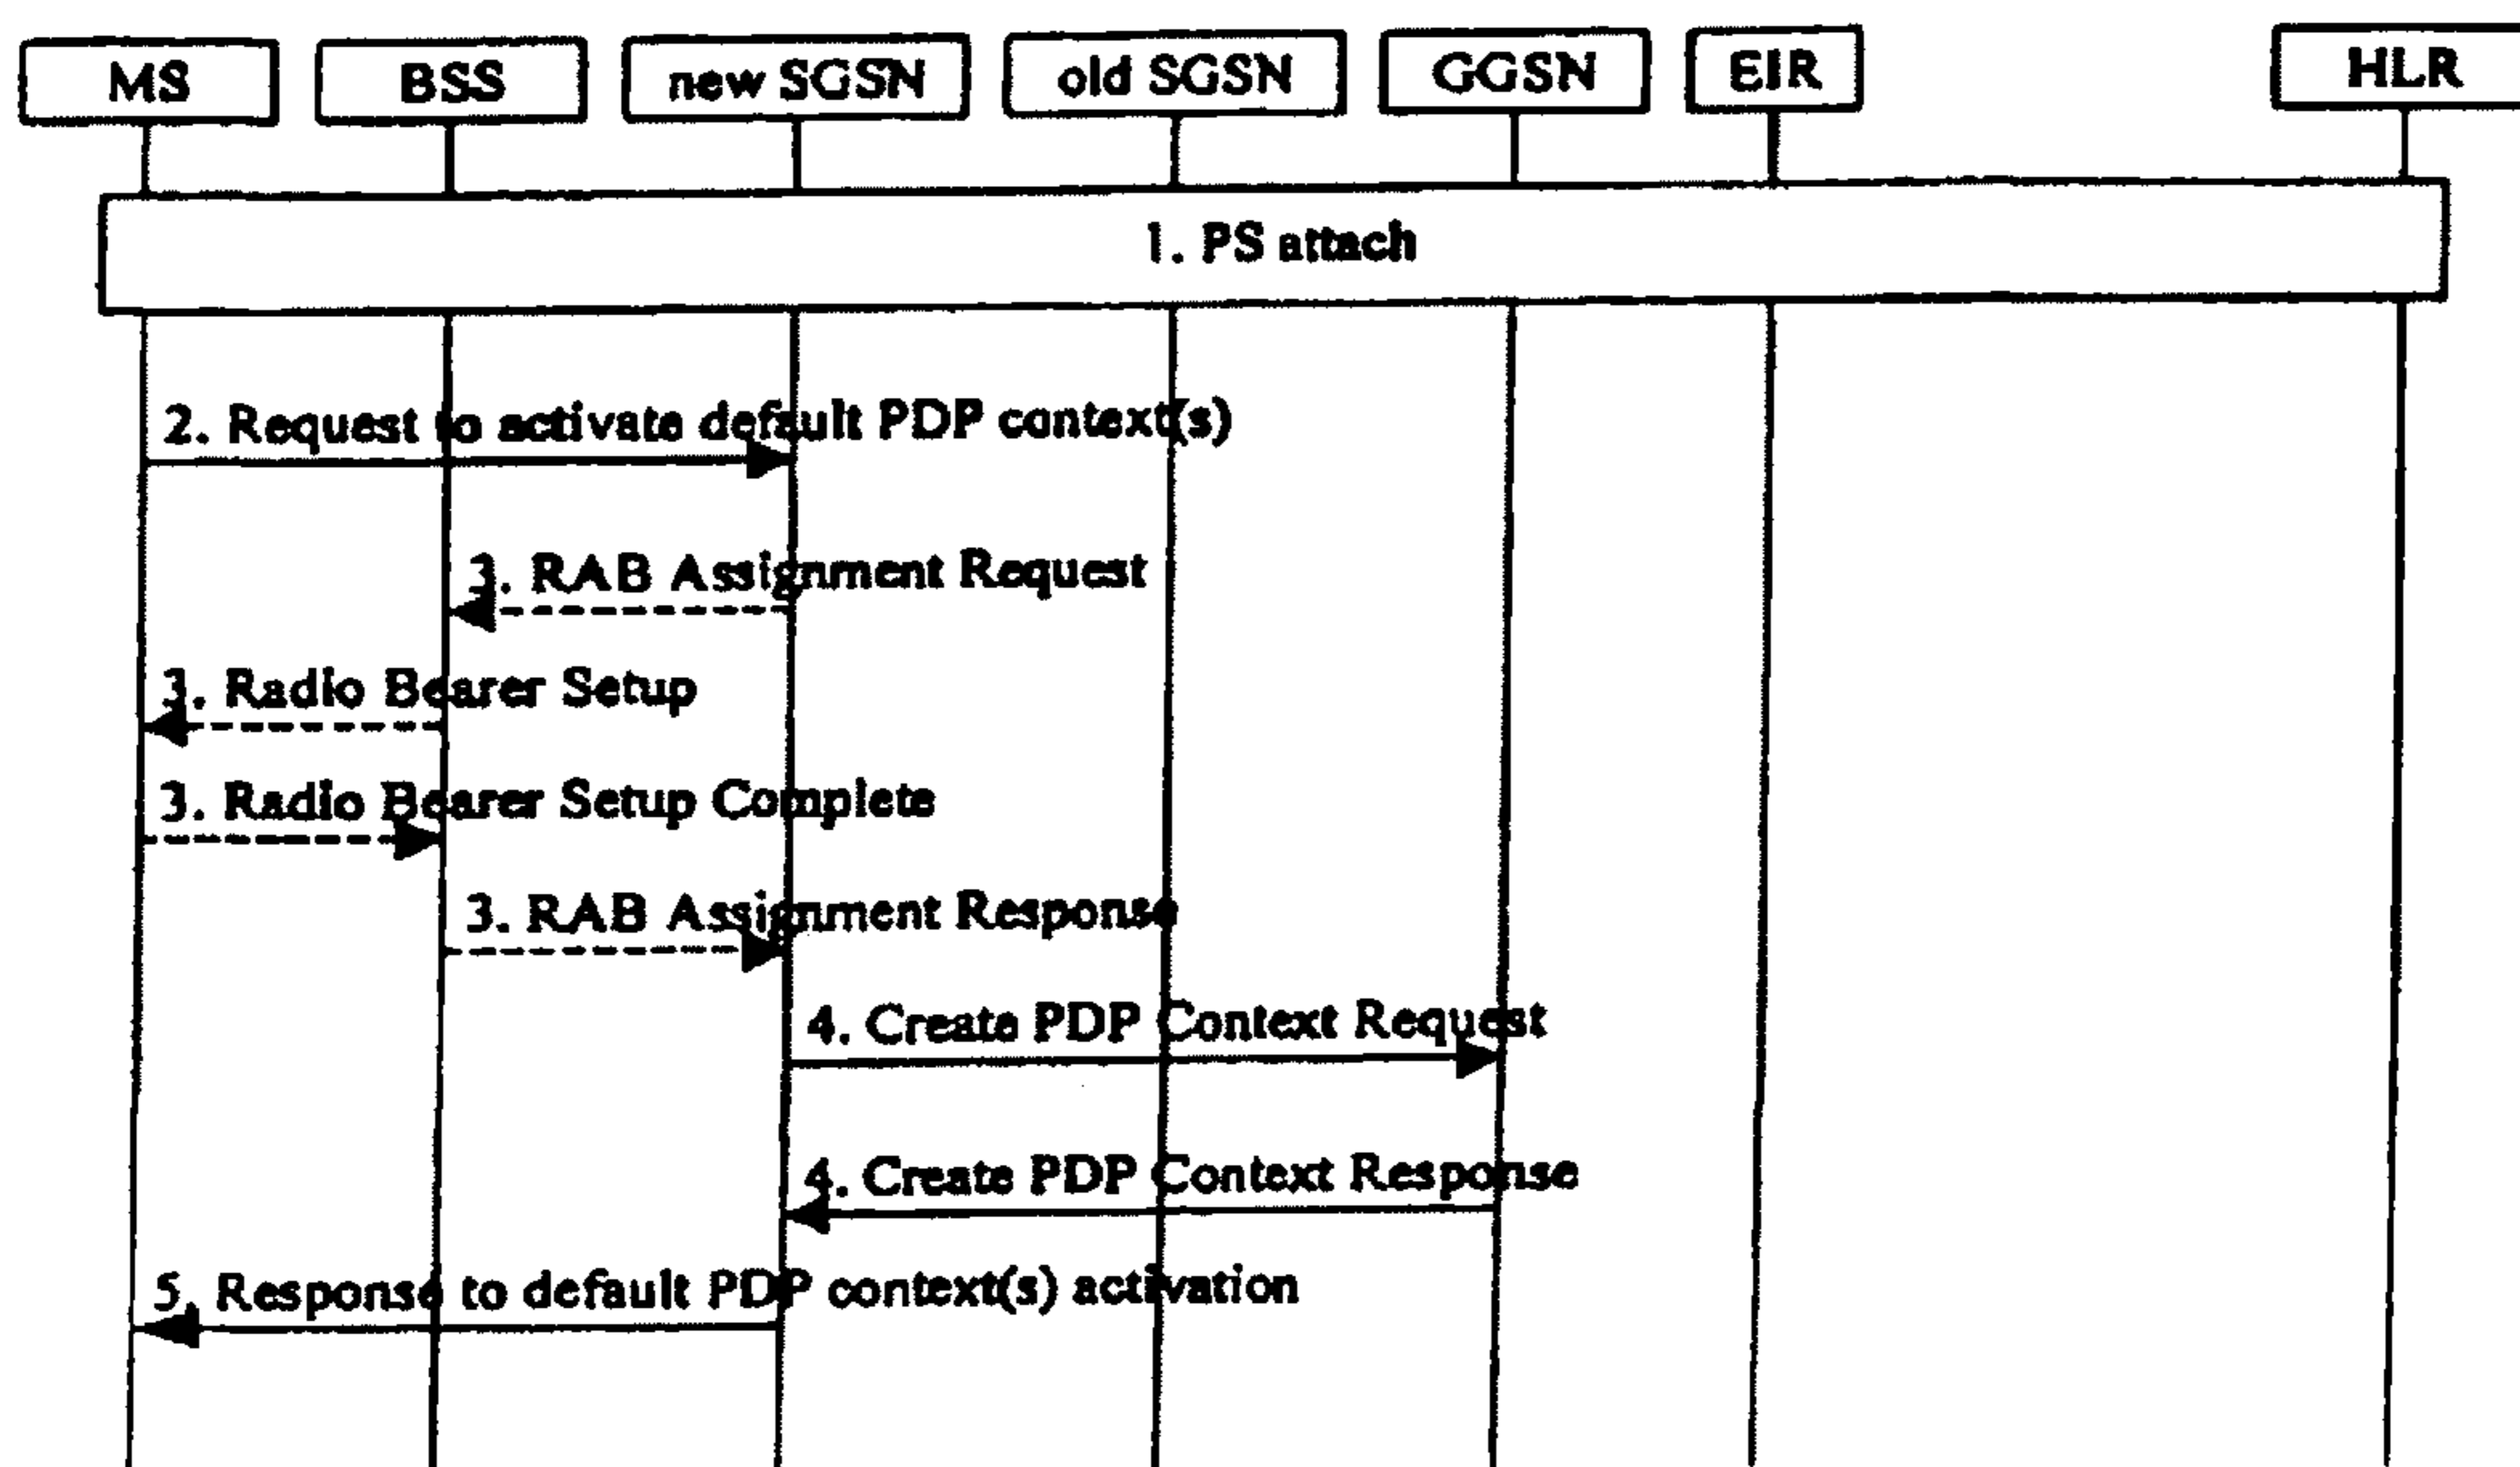 MS BSS new SGSN old SGSN GGSN EIR HLR
1. PS attach
2. Request to activate default PDP context(s)
3. RAB Assignment Request
3. Radio Bearer Setup
3. Radio Bearer Setup Complete
3. RAB Assignment Response
4. Create PDP Context Request
4. Create PDP Context Response
5. Response to default PDP context(s) activation